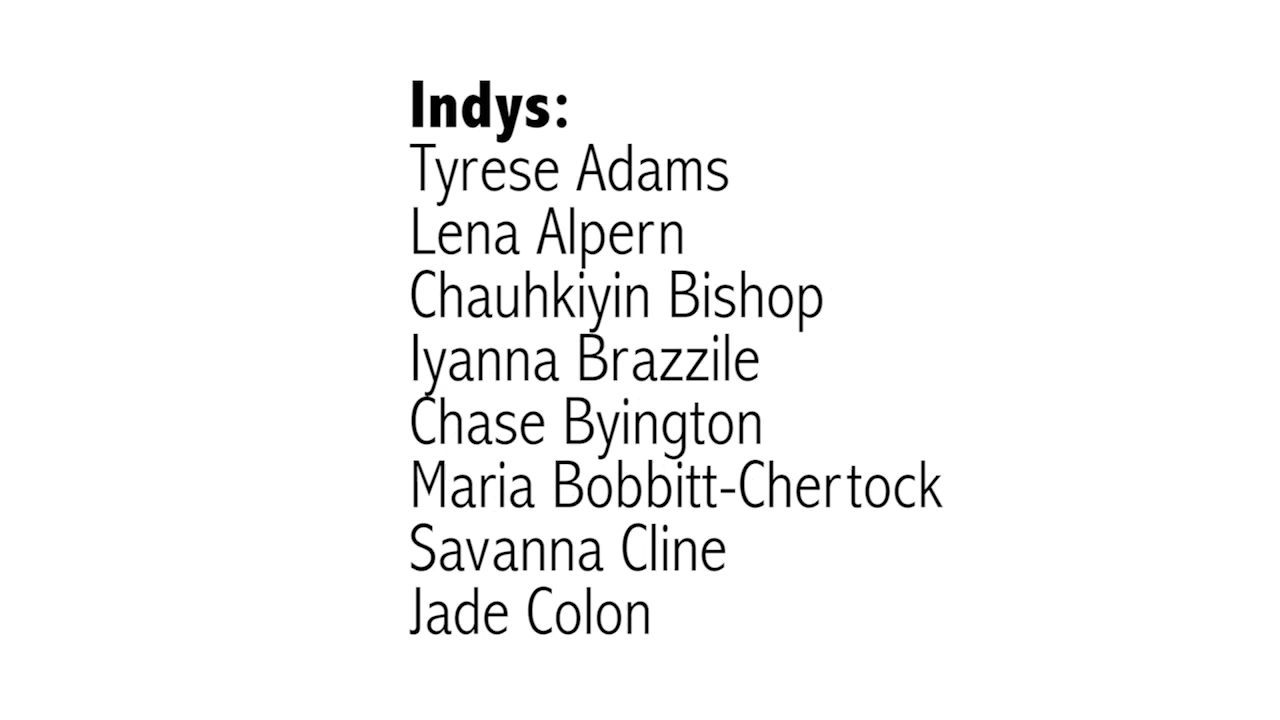 Indys:
Tyrese Adams
Lena Alpern
Chauhkiyin Bishop
Iyanna Brazzile
Chase Byington
Maria Bobbitt-Chertock
Savanna Cline
Jade Colon